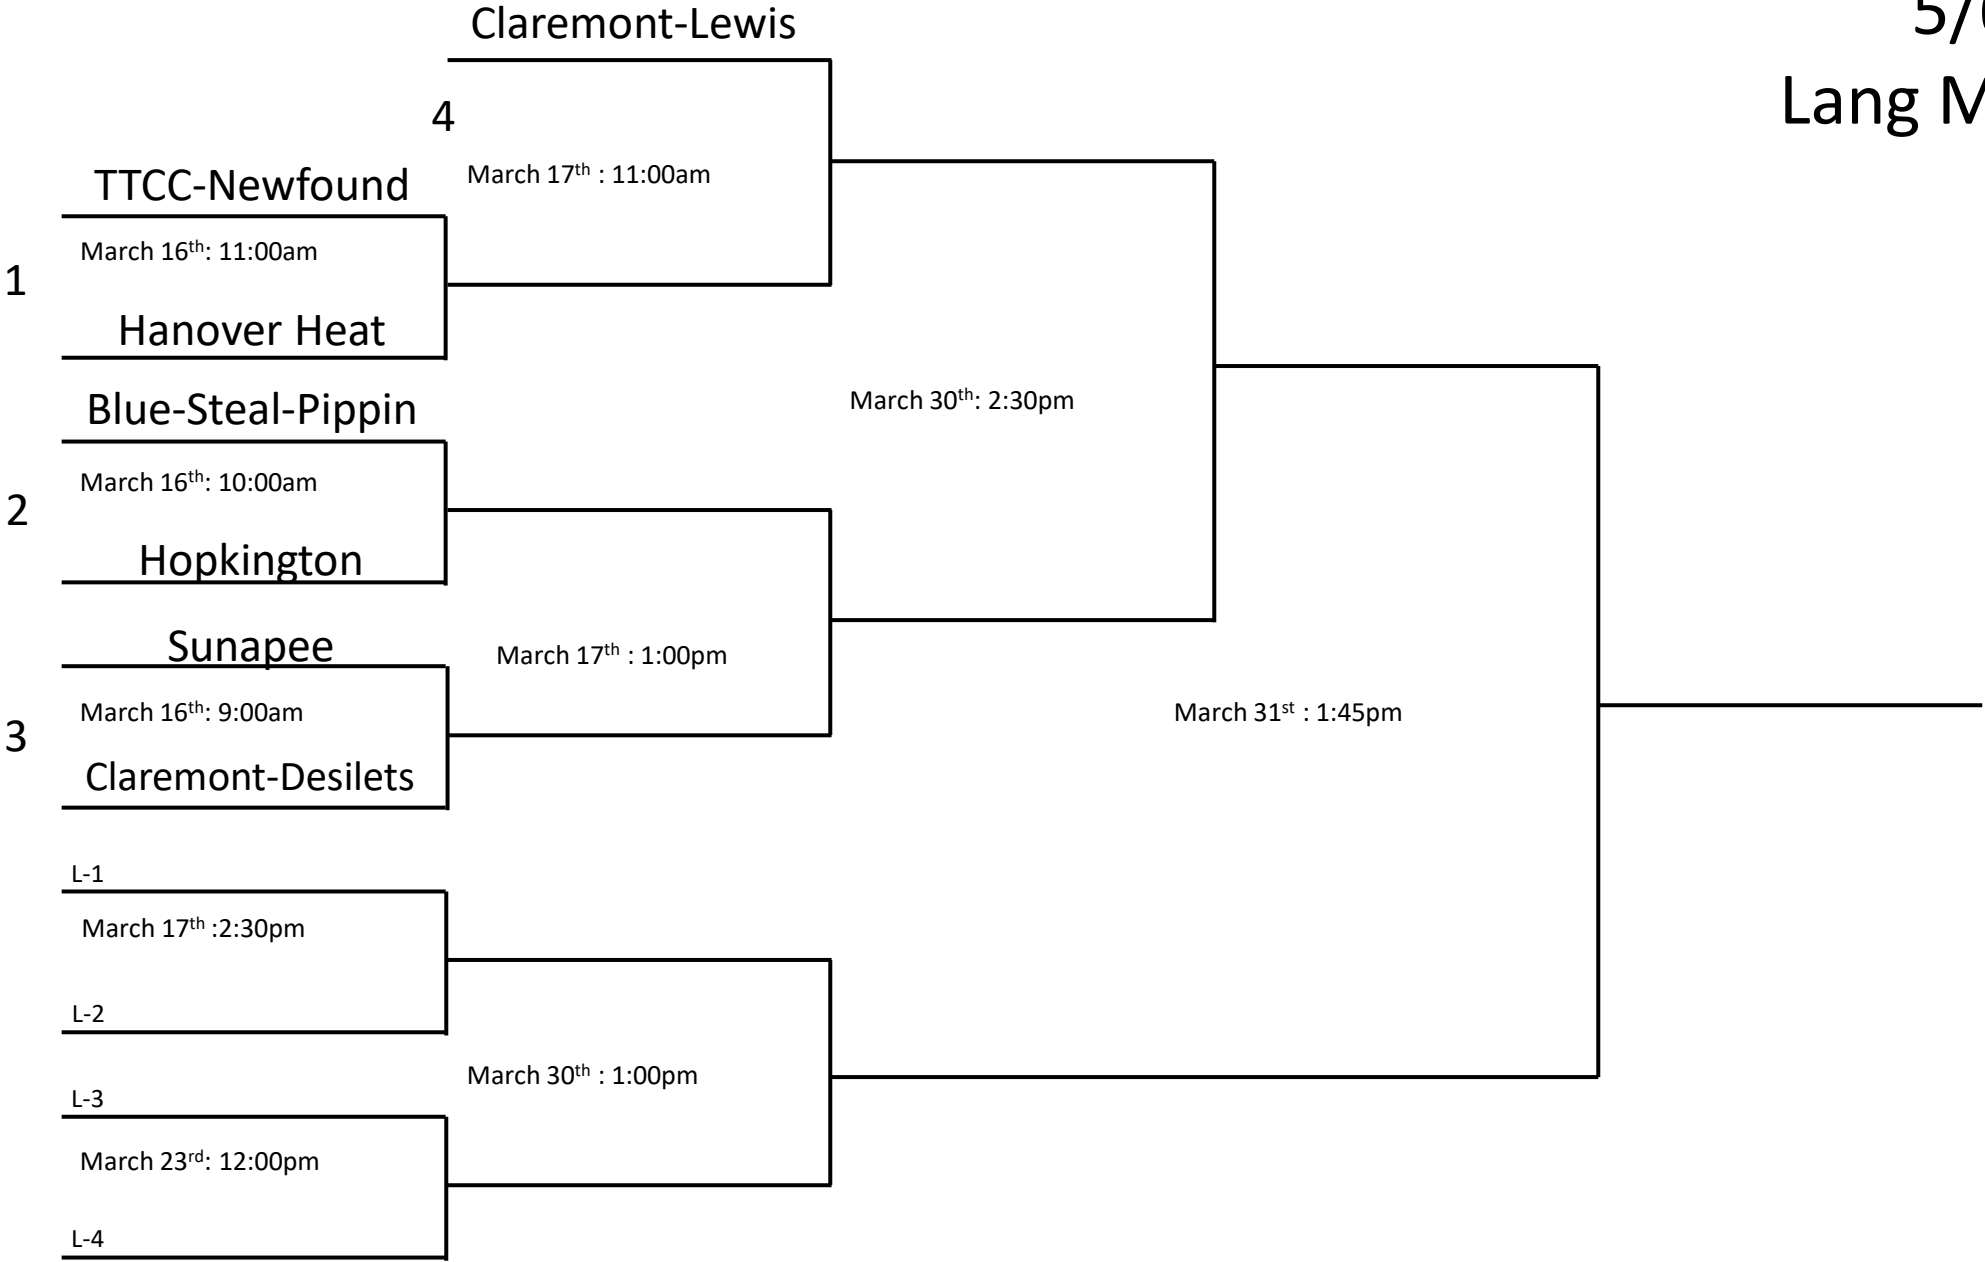 Claremont-Lewis
5/
Lang
4
March 17th : 11:00am
TTCC-Newfound
March 16th: 11:00am
1
Hanover Heat
Blue-Steal-Pippin
March 30th: 2:30pm
March 16th: 10:00am
2
Hopkington
Sunapee
March 17th : 1:00pm
March 16th: 9:00am
March 31st : 1:45pm
3
Claremont-Desilets
L-1
March 17th :2:30pm
L-2
March 30th : 1:00pm
L-3
March 23rd: 12:00pm
L-4